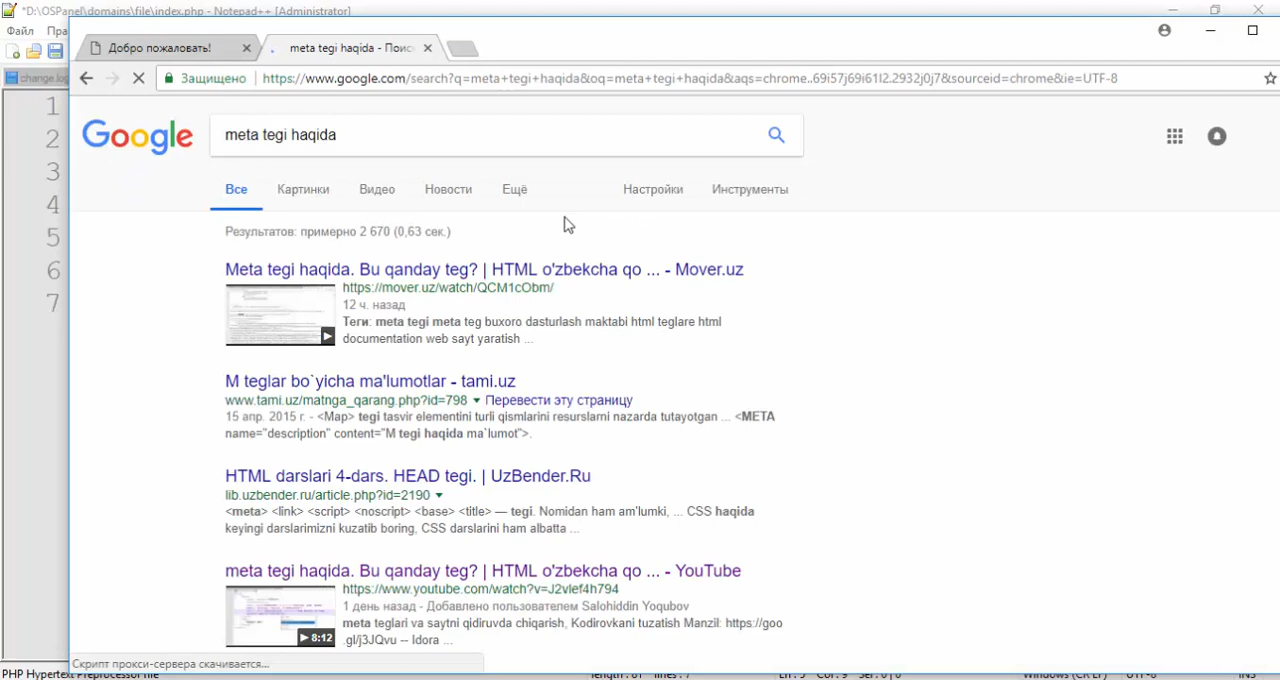 *D:\OSPanel\domains\file\index.php - Notepad++ [Administrator]
Файл Пра
Добро пожаловать!
meta tegi haqida - Поис
Защищено
https://www.google.com/search?q=meta+tegi+haqida&oq=meta+tegi+haqida&aqs=chrome..69i57j69i61l2.2932j0j7&sourceid=chrome&ie=UTF-8
change.log
1
2
3
4
5
6
7
Google
meta tegi haqida
Все Картинки Видео Новости Ещё Настройки Инструменты
Результатов: примерно 2 670 (0,63 сек.)
Meta tegi haqida. Bu qanday teg? | HTML o'zbekcha qo ... - Mover.uz
https://mover.uz/watch/QCM1cObm/
12 ч. назад
Теги: meta tegi meta teg buxoro dasturlash maktabi html teglare html
documentation web sayt yaratish ...
M teglar bo`yicha ma'lumotlar - tami.uz
www.tami.uz/matnga_qarang.php?id=798 Перевести эту страницу
15 апр. 2015 г. - <Map> tegi tasvir elementini turli qismlarini resurslarni nazarda tutayotgan ... <META
name="description" content="M tegi haqida ma`lumot">.
HTML darslari 4-dars. HEAD tegi. | UzBender.Ru
lib.uzbender.ru/article.php?id=2190
<meta> <link> <script> <noscript> <base> <title> — tegi. Nomidan ham am'lumki, ... CSS haqida
keyingi darslarimizni kuzatib boring, CSS darslarini ham albatta ...
meta tegi haqida. Bu qanday teg? | HTML o'zbekcha qo ... - YouTube
https://www.youtube.com/watch?v=J2vlef4h794
1 день назад - Добавлено пользователем Salohiddin Yoqubov
meta teglari va saytni qidiruvda chiqarish, Kodirovkani tuzatish Manzil: https://goo
.gl/j3JQvu -- Idora ...
8:12
Скрипт прокси-сервера скачивается...
PHP Hypertext Preprocessor file